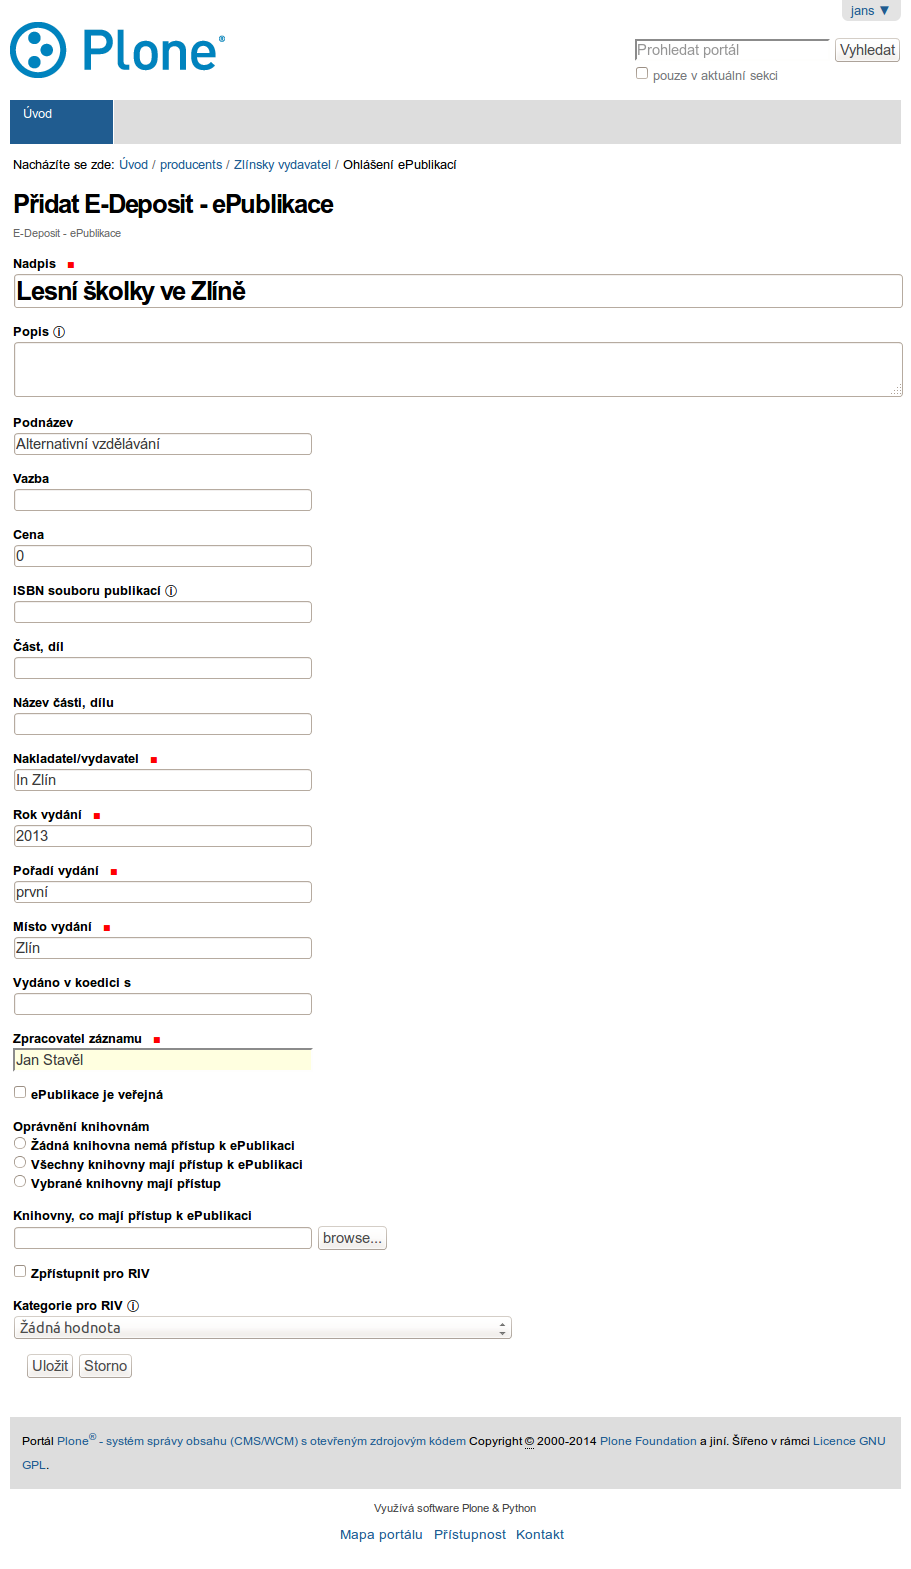 jans ▼
Plone®
Prohledat portál Vyhledat
pouze v aktuální sekci
Úvod
Nacházíte se zde: Úvod / producents / Zlínsky vydavatel / Ohlášení ePublikací
Přidat E-Deposit - ePublikace
E-Deposit - ePublikace
Nadpis
Lesní školky ve Zlíně
Popis
Podnázev
Alternativní vzdělávání
Vazba
Cena
0
ISBN souboru publikací
Část, díl
Název části, dílu
Nakladatel/vydavatel
In Zlín
Rok vydání
2013
Pořadí vydání
první
Místo vydání
Zlín
Vydáno v koedici s
Zpracovatel záznamu
Jan Stavěl
ePublikace je veřejná
Oprávnění knihovnám
Žádná knihovna nemá přístup k ePublikaci
Všechny knihovny mají přístup k ePublikaci
Vybrané knihovny mají přístup
Knihovny, co mají přístup k ePublikaci
browse...
Zpřístupnit pro RIV
Kategorie pro RIV
Žádná hodnota
Uložit Storno
Portál Plone® - systém správy obsahu (CMS/WCM) s otevřeným zdrojovým kódem Copyright © 2000-2014 Plone Foundation a jiní. Šířeno v rámci Licence GNU
GPL.
Využívá software Plone & Python
Mapa portálu Přístupnost Kontakt